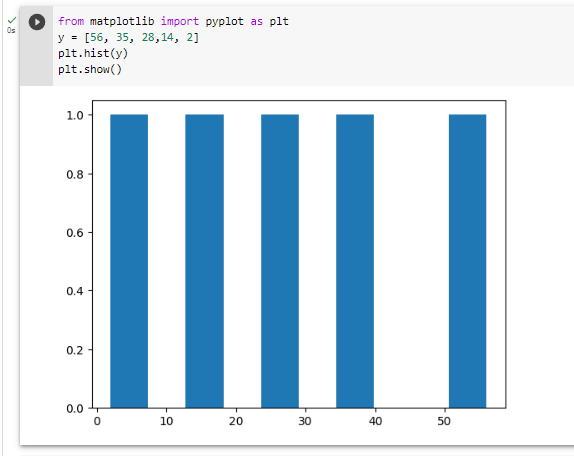 from matplotlib import pyplot as plt
0s
y = [56, 35, 28,14, 2]
plt.hist(y)
plt.show()
1.0
0.8
0.6
0.4
0.2
0.0
0 10 20 30 40 50